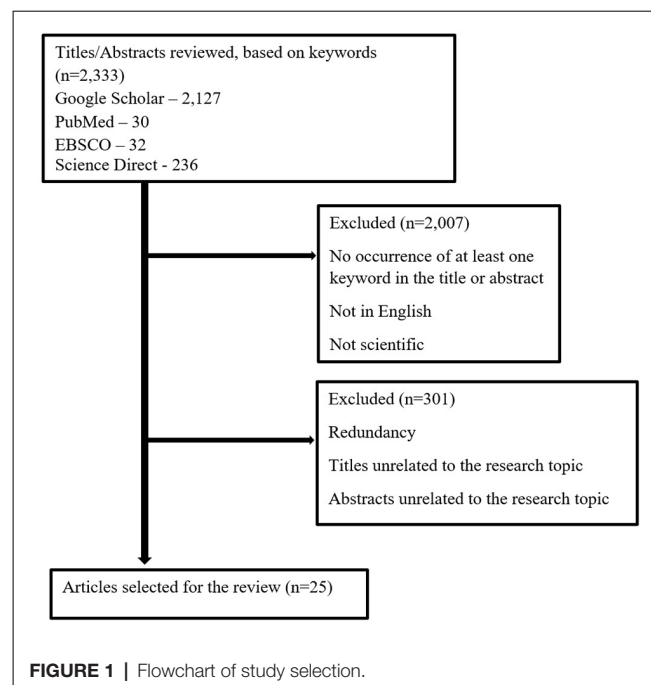 Titles/Abstracts reviewed, based on keywords
(n=2,333)
Google Scholar – 2,127
PubMed – 30
EBSCO – 32
Science Direct - 236
Excluded (n=2,007)
No occurrence of at least one
keyword in the title or abstract
Not in English
Not scientific
Excluded (n=301)
Redundancy
Titles unrelated to the research topic
Abstracts unrelated to the research topic
Articles selected for the review (n=25)
FIGURE 1 | Flowchart of study selection.